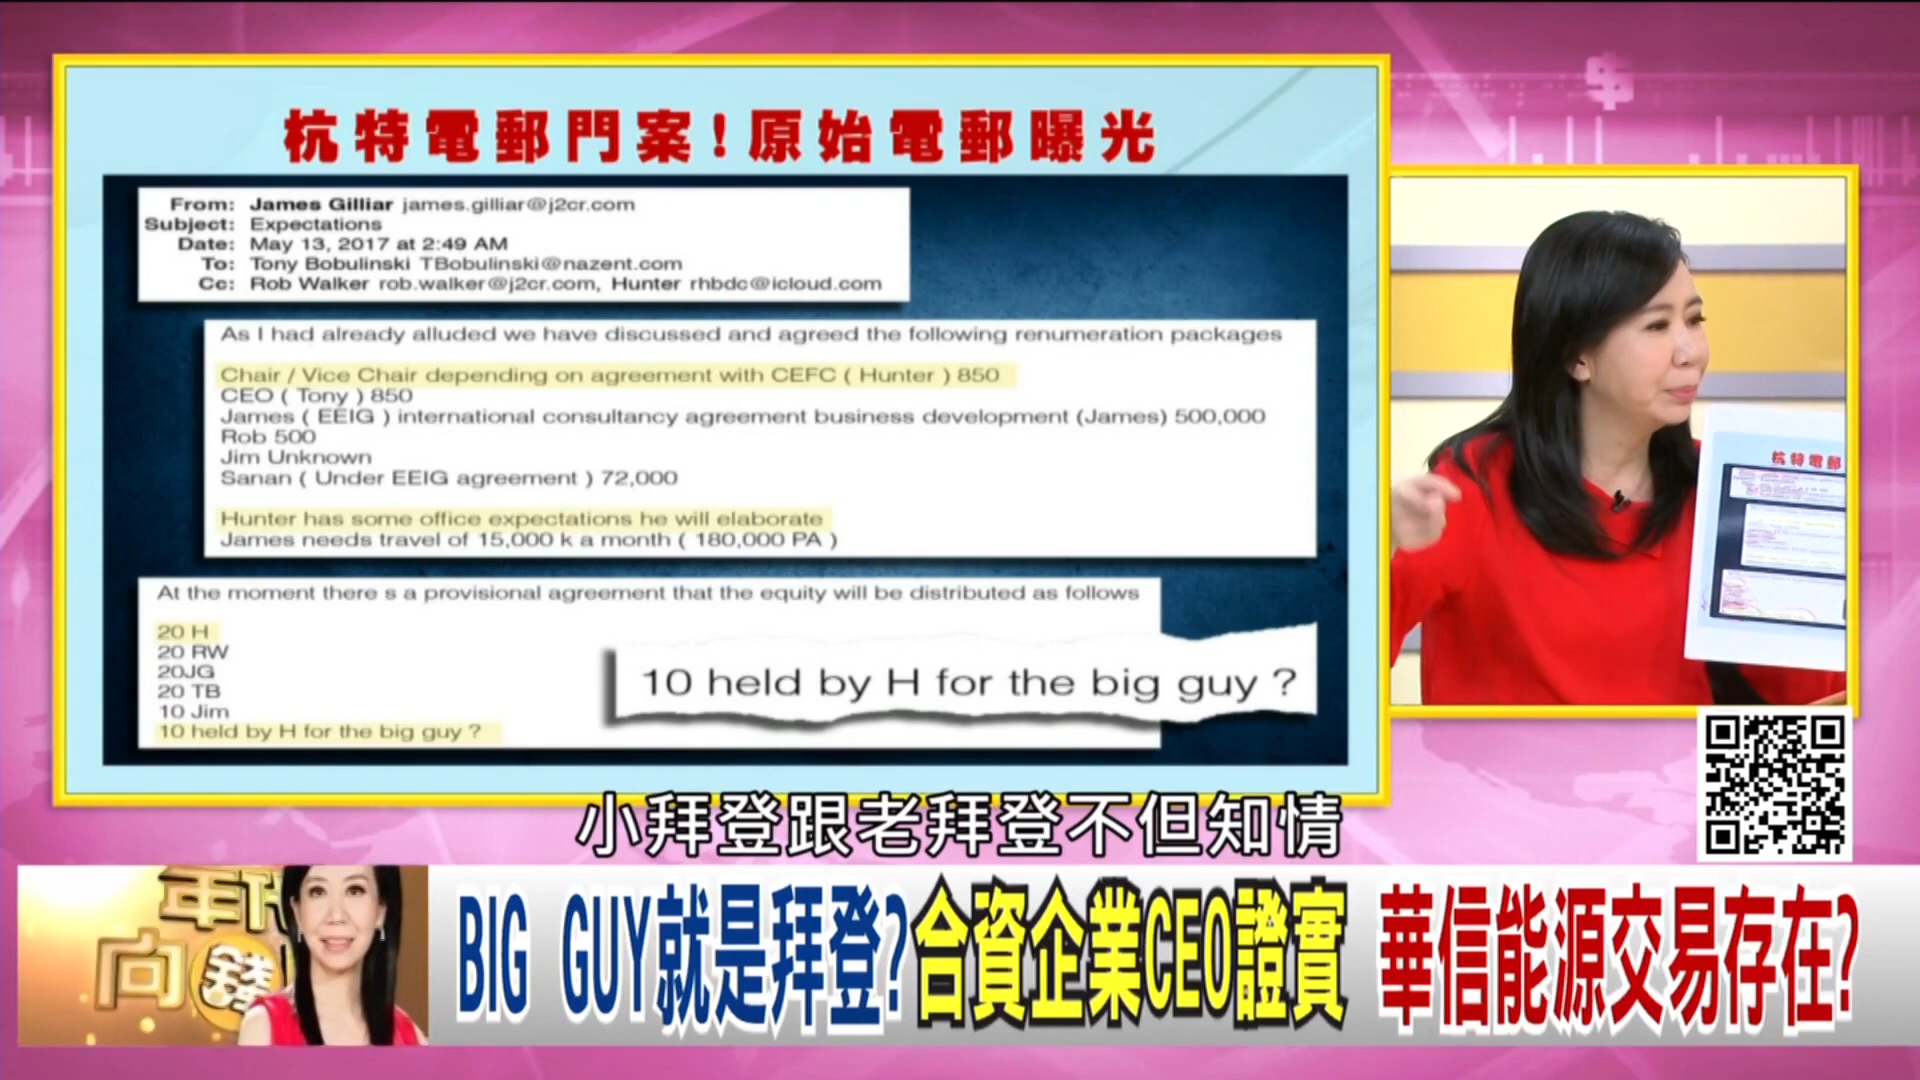 杭特電郵門案!原始電郵曝光
From: James Gilliar james.gilliar@j2cr.com
Subject: Expectations
Date: May 13, 2017 at 2:49 AM
To: Tony Bobulinski TBobulinski@nazent.com
Cc: Rob Walker rob.walker@j2cr.com, Hunter rhbdc@icloud.com
As I had already alluded we have discussed and agreed the following renumeration packages
Chair / Vice Chair depending on agreement with CEFC ( Hunter ) 850
CEO ( Tony ) 850
James ( EEIG ) international consultancy agreement business development (James) 500,000
Rob 500
Jim Unknown
Sanan ( Under EEIG agreement ) 72,000
Hunter has some office expectations he will elaborate
James needs travel of 15,000 k a month ( 180,000 PA )
At the moment there s a provisional agreement that the equity will be distributed as follows
20 H
20 RW
20JG
20 TB
10 Jim
10 held by H for the big guy ?
10 held by H for the big guy ?
杭特電郵
小拜登跟老拜登不但知情
年代
向錢
BIG GUY就是拜登?合資企業CEO證實 華信能源交易存在?